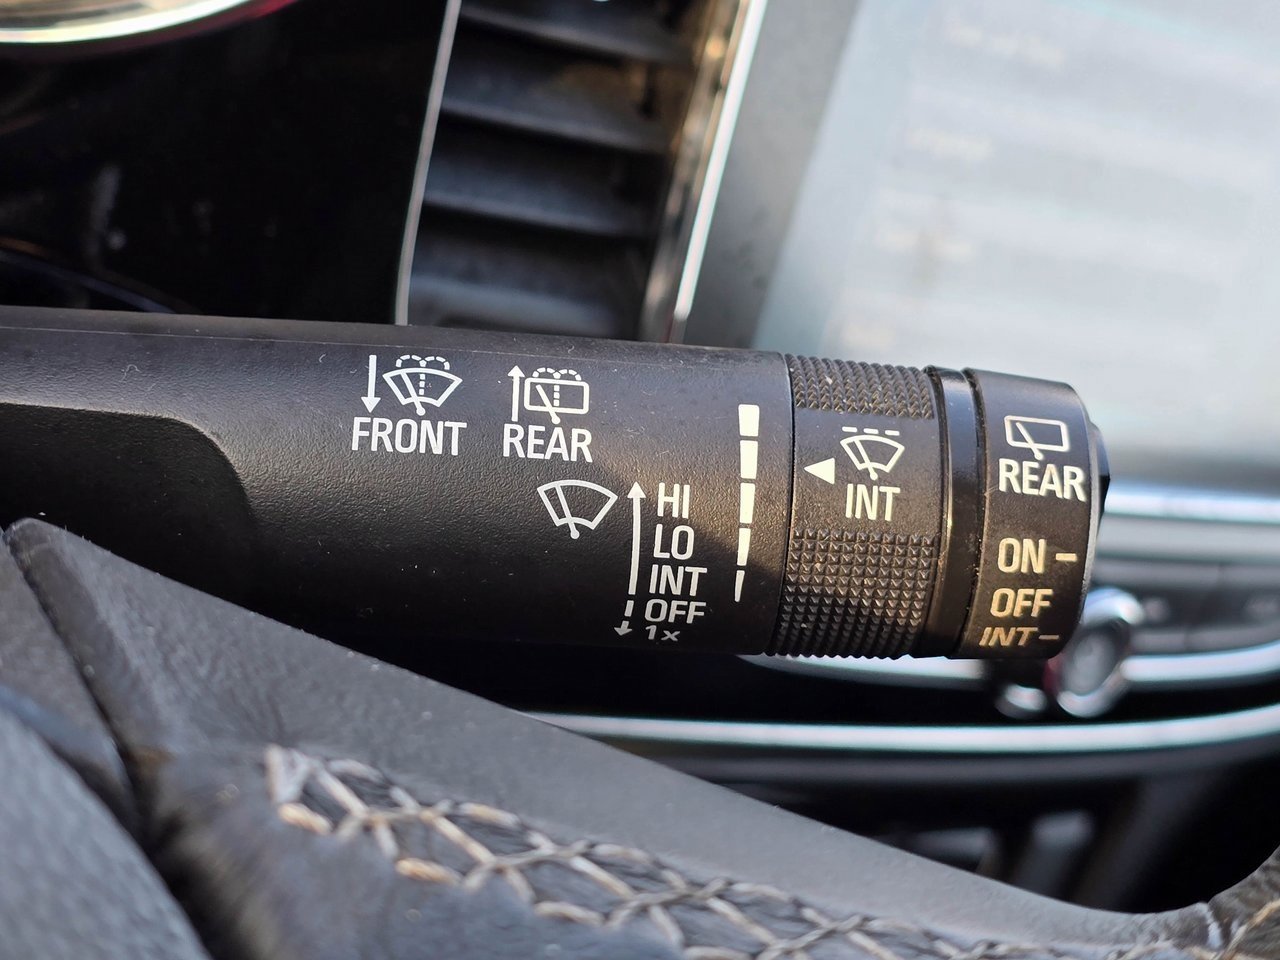 FRONT
REAR
HI
LO
INT
OFF
1x
INT
REAR
ON -
OFF
INT -